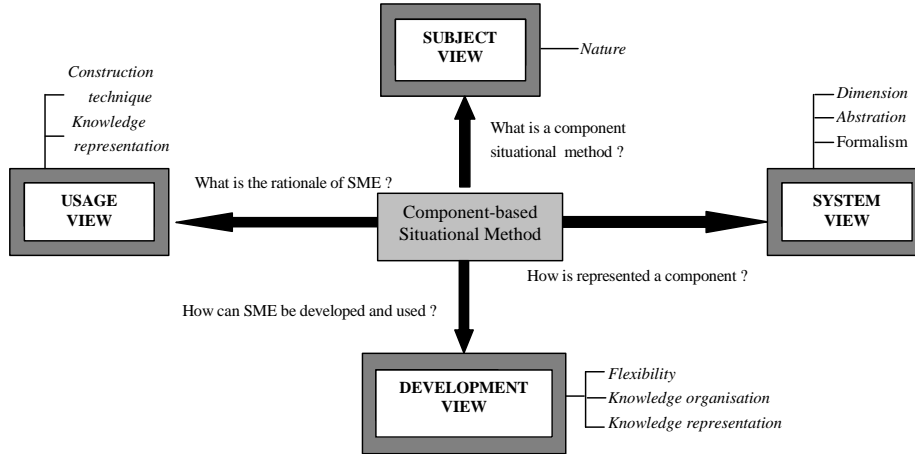 SUBJECT
VIEW
Nature
Construction
technique
Knowledge
representation
Dimension
Abstration
Formalism
What is a component
situational method ?
What is the rationale of SME ?
USAGE
VIEW
Component-based
Situational Method
SYSTEM
VIEW
How is represented a component ?
How can SME be developed and used ?
DEVELOPMENT
VIEW
Flexibility
Knowledge organisation
Knowledge representation